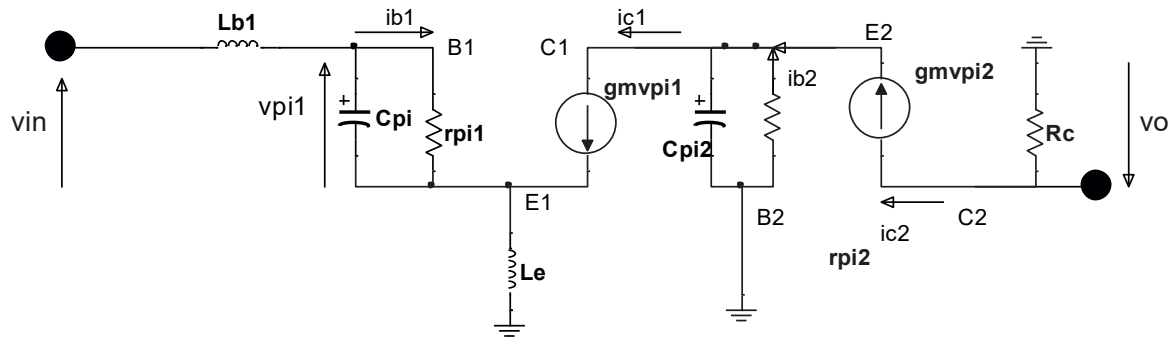 Lb1
ib1
B1
C1
ic1
E2
vin
vpi1
+
Cpi
rpi1
gmvpi1
+
Cpi2
ib2
gmvpi2
Rc
vo
E1
B2
ic2
C2
rpi2
Le